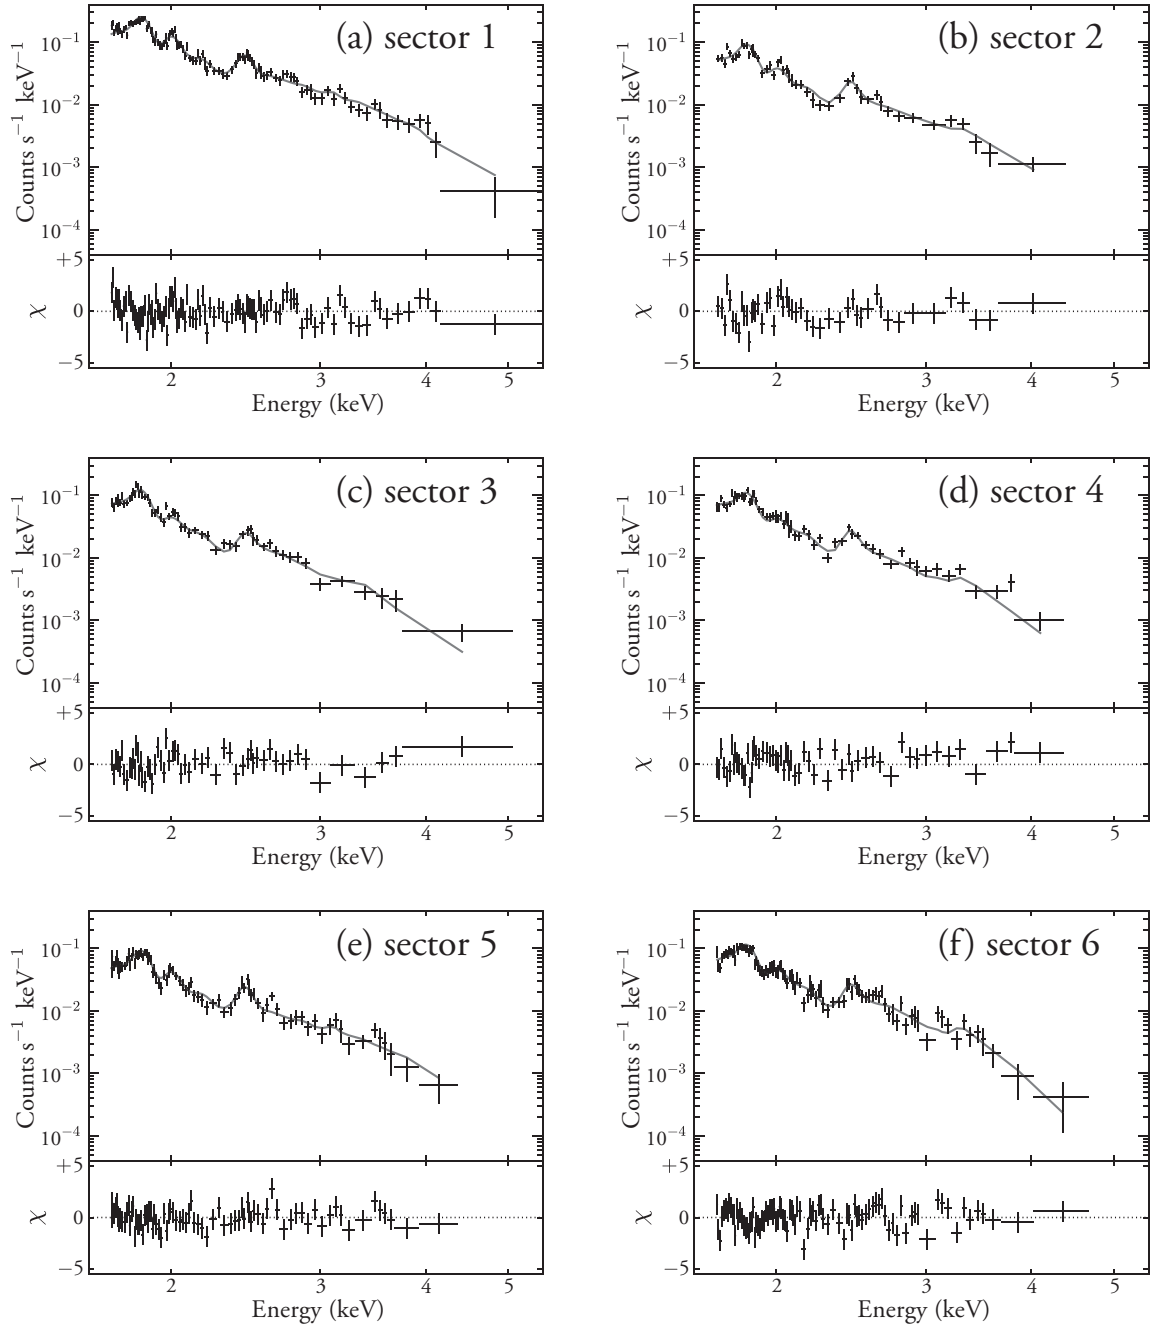 (a) sector 1
Counts s⁻¹ keV⁻¹
10⁻¹
10⁻²
10⁻³
10⁻⁴
+5
0
−5
χ
2 3 4 5
Energy (keV)
(b) sector 2
Counts s⁻¹ keV⁻¹
10⁻¹
10⁻²
10⁻³
10⁻⁴
+5
0
−5
χ
2 3 4 5
Energy (keV)
(c) sector 3
Counts s⁻¹ keV⁻¹
10⁻¹
10⁻²
10⁻³
10⁻⁴
+5
0
−5
χ
2 3 4 5
Energy (keV)
(d) sector 4
Counts s⁻¹ keV⁻¹
10⁻¹
10⁻²
10⁻³
10⁻⁴
+5
0
−5
χ
2 3 4 5
Energy (keV)
(e) sector 5
Counts s⁻¹ keV⁻¹
10⁻¹
10⁻²
10⁻³
10⁻⁴
+5
0
−5
χ
2 3 4 5
Energy (keV)
(f) sector 6
Counts s⁻¹ keV⁻¹
10⁻¹
10⁻²
10⁻³
10⁻⁴
+5
0
−5
χ
2 3 4 5
Energy (keV)